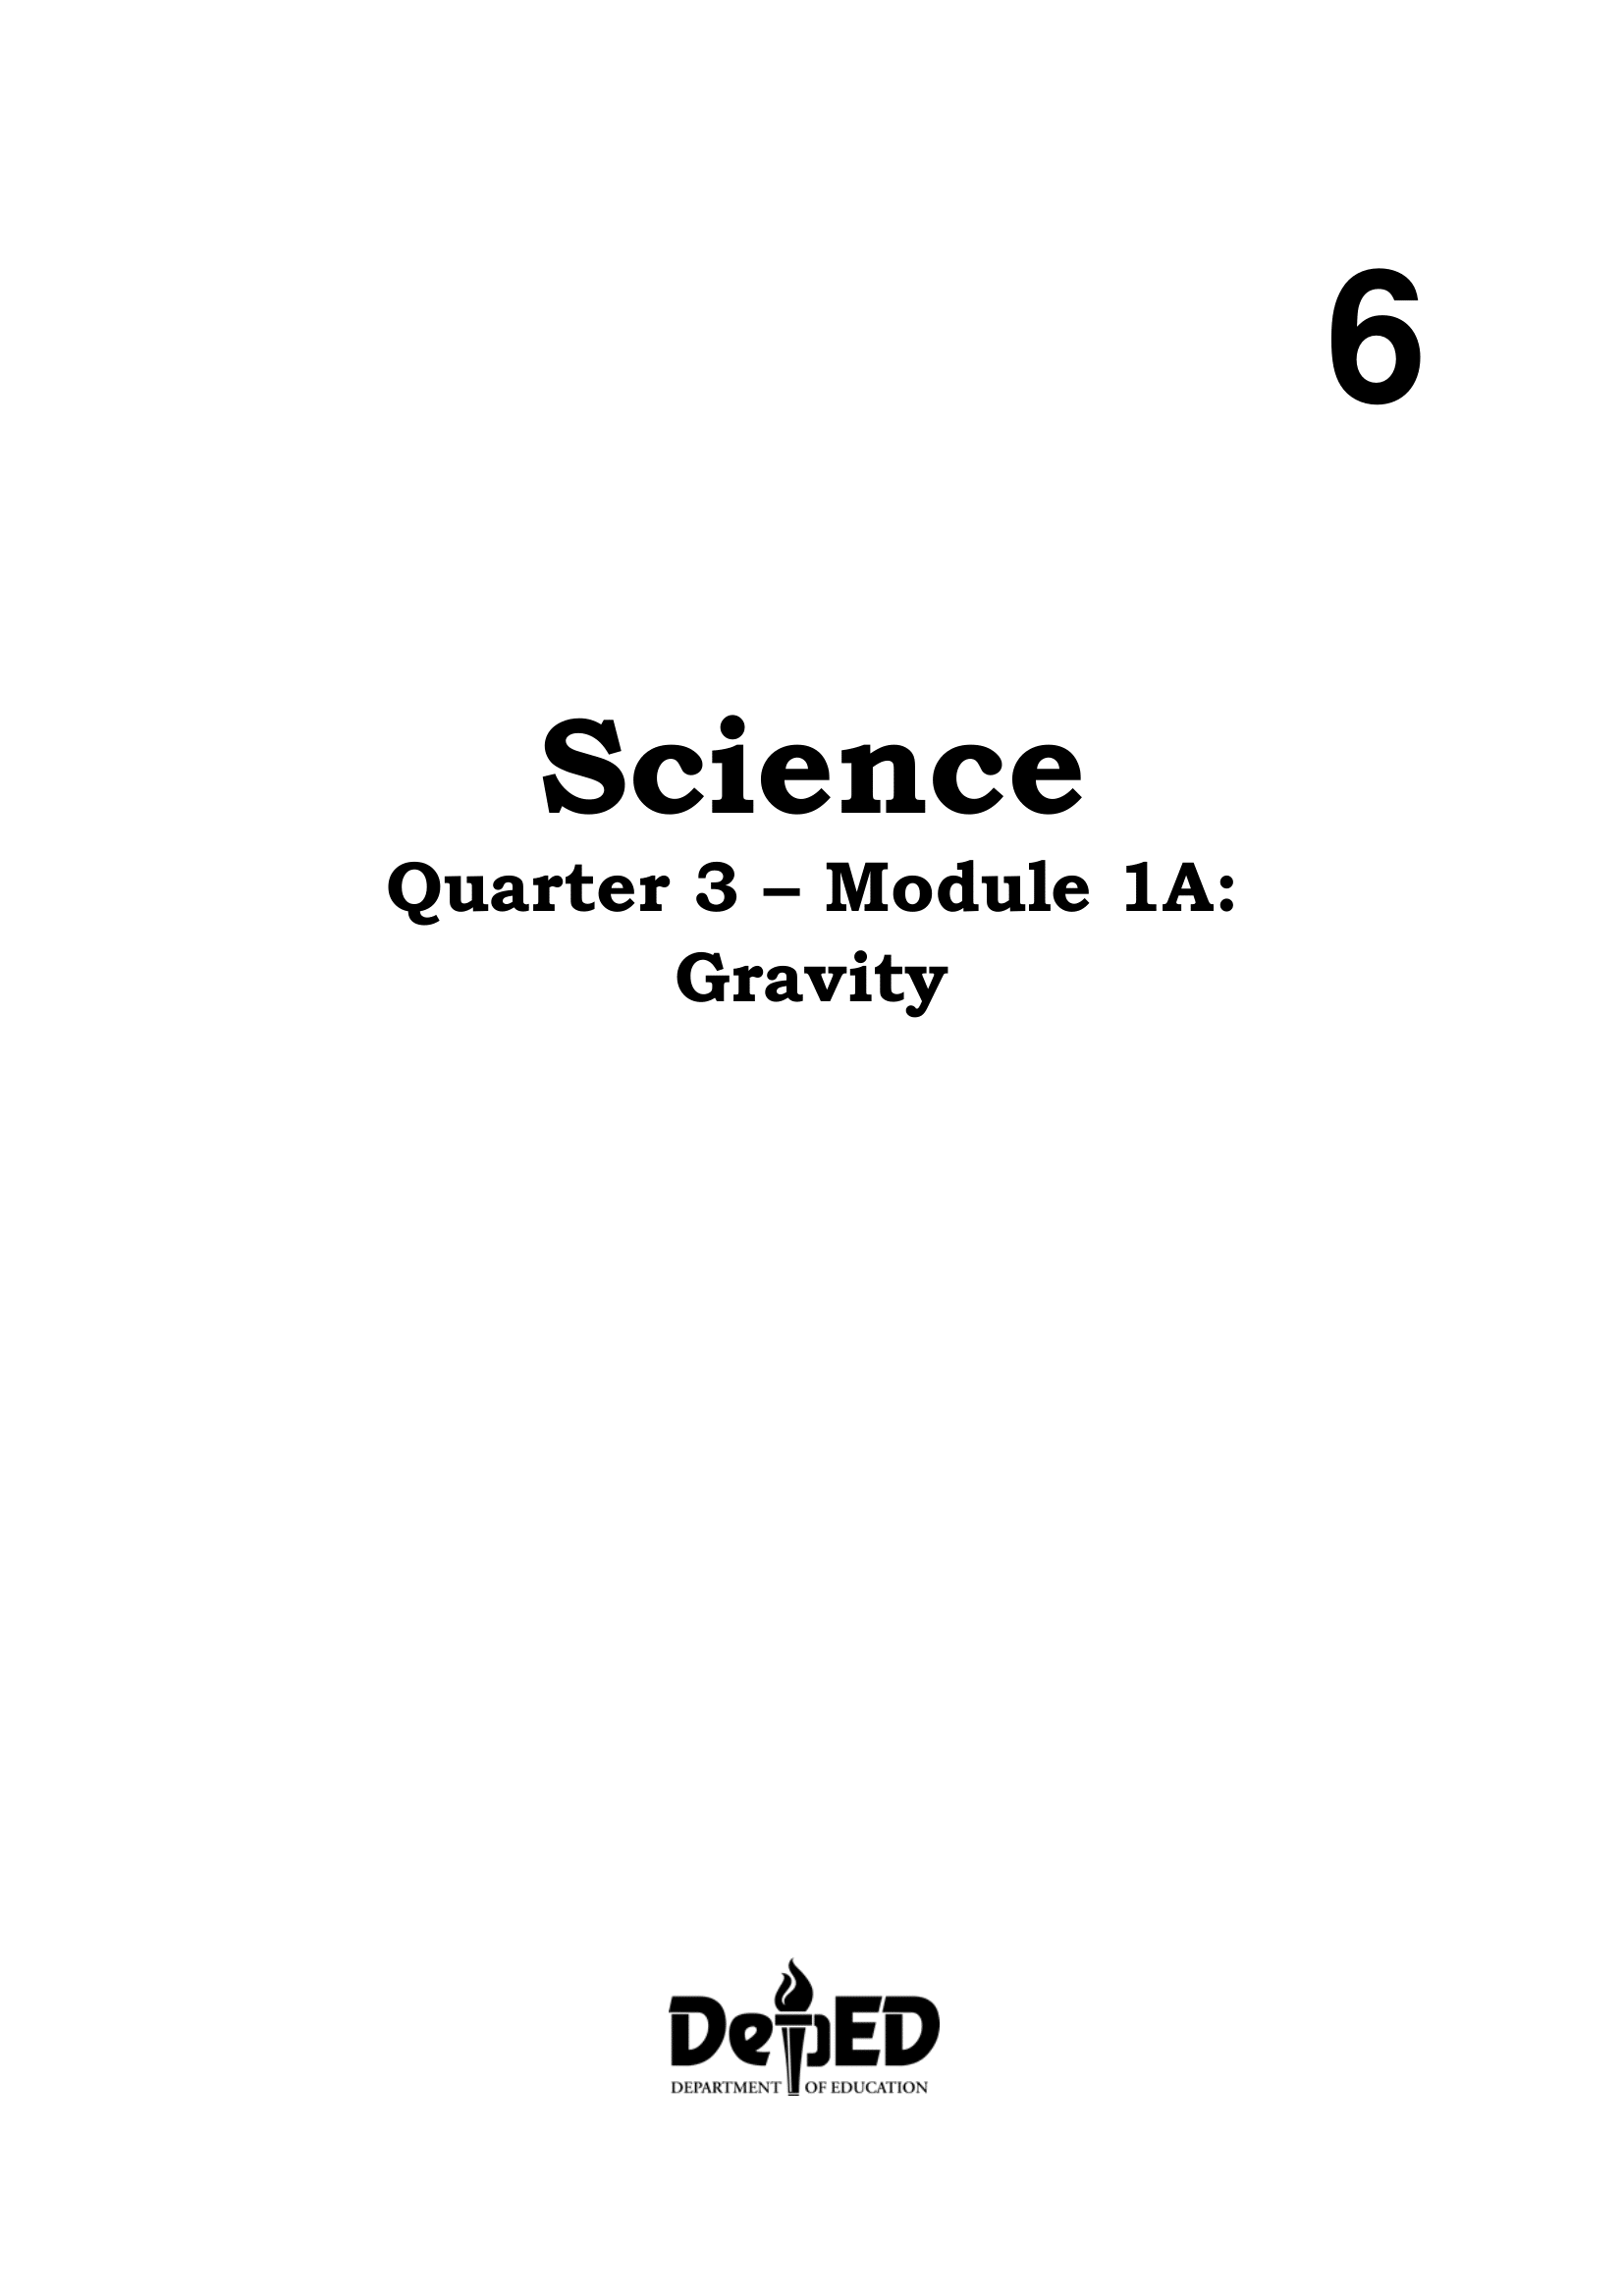 6
Science
Quarter 3 – Module 1A:
Gravity
DepED
DEPARTMENT OF EDUCATION